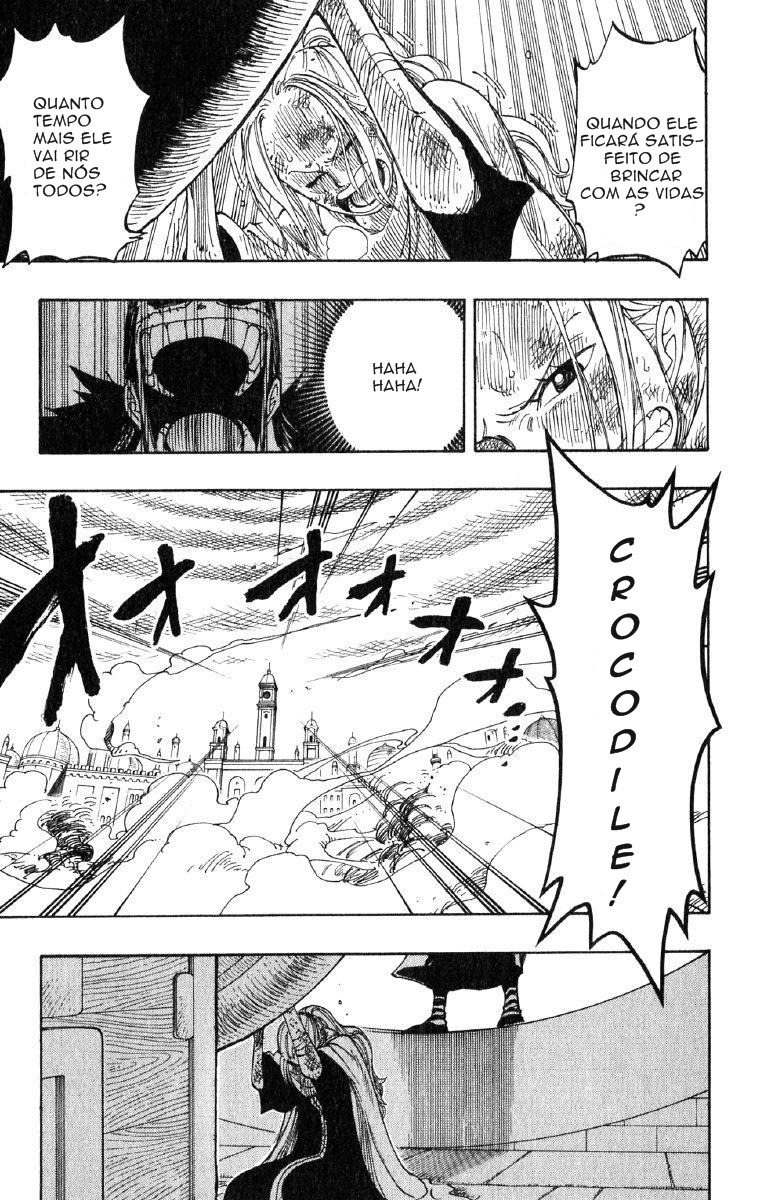 QUANDO ELE
FICARÁ SATIS-
FEITO DE
BRINCAR
COM AS VIDAS
?
QUANTO
TEMPO
MAIS ELE
VAI RIR
DE NÓS
TODOS?
HAHA
HAHA!
CROCODILE!
オオオオオオ